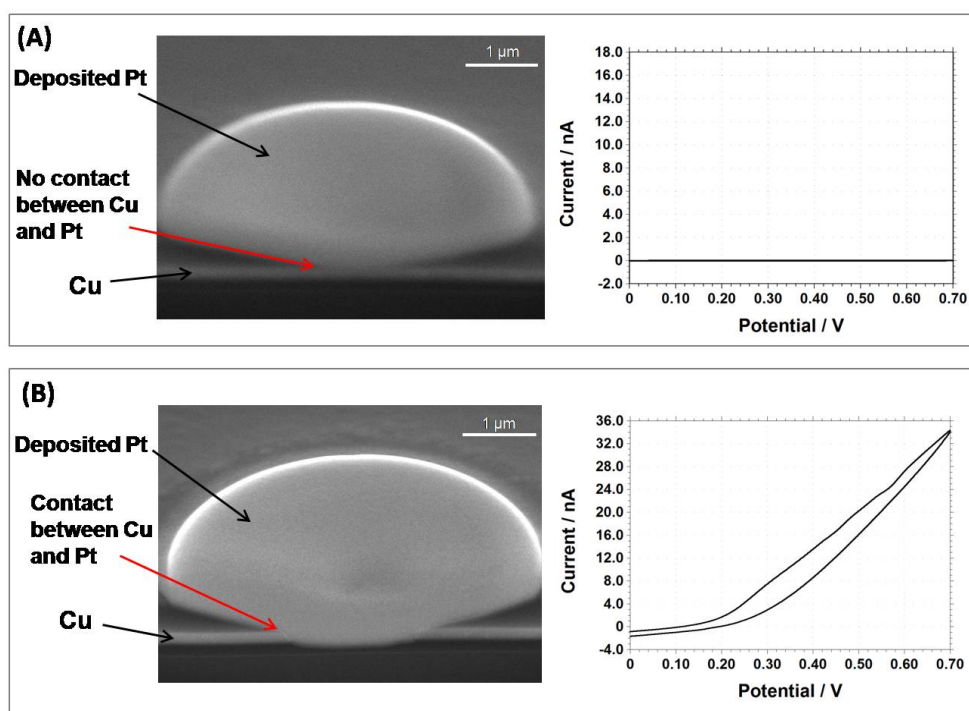 (A)
1 µm
Deposited Pt
No contact
between Cu
and Pt
Cu
18.0
16.0
14.0
12.0
10.0
8.0
6.0
4.0
2.0
0
-2.0
Current / nA
0 0.10 0.20 0.30 0.40 0.50 0.60 0.70
Potential / V
(B)
1 µm
Deposited Pt
Contact
between Cu
and Pt
Cu
36.0
32.0
28.0
24.0
20.0
16.0
12.0
8.0
4.0
0
-4.0
Current / nA
0 0.10 0.20 0.30 0.40 0.50 0.60 0.70
Potential / V